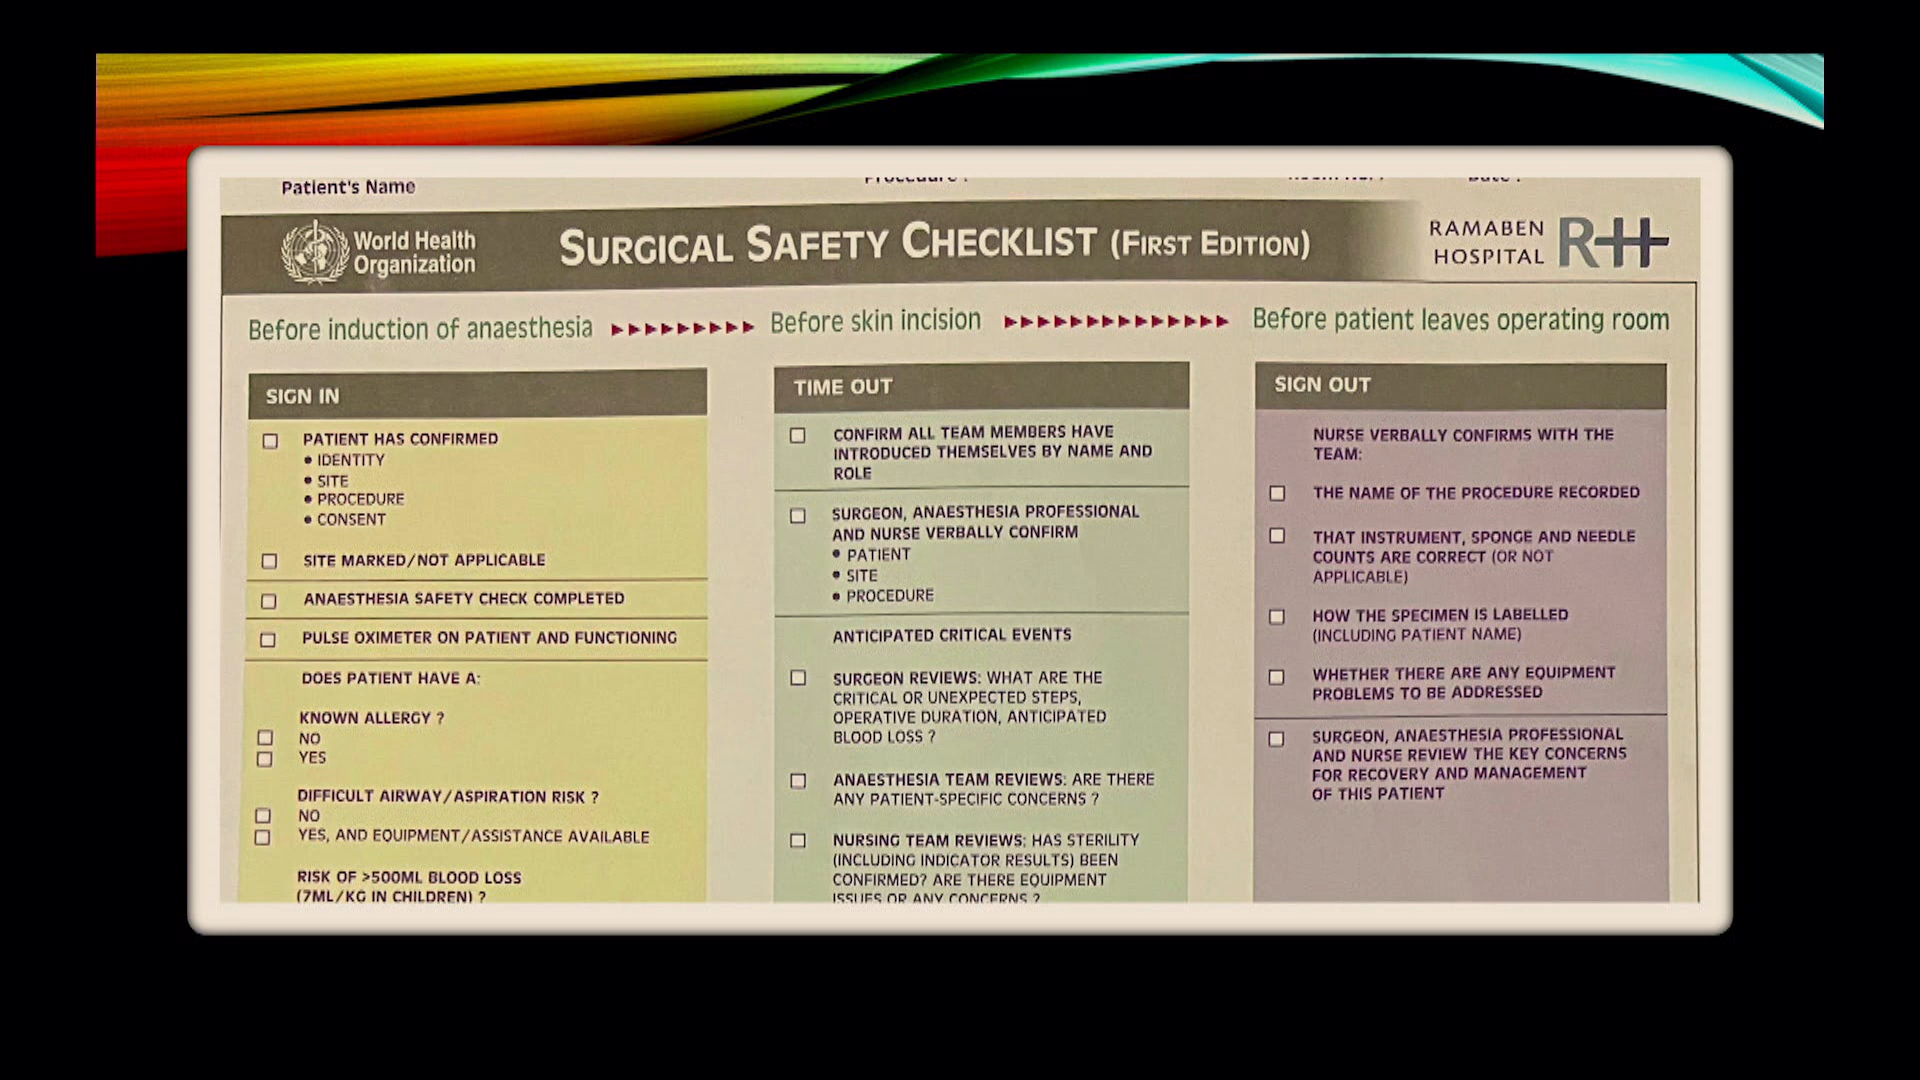 Patient's Name
World Health
Organization
SURGICAL SAFETY CHECKLIST (FIRST EDITION)
RAMABEN
HOSPITAL
RH
Before induction of anaesthesia
Before skin incision
Before patient leaves operating room
SIGN IN
PATIENT HAS CONFIRMED
• IDENTITY
• SITE
• PROCEDURE
• CONSENT
SITE MARKED/NOT APPLICABLE
ANAESTHESIA SAFETY CHECK COMPLETED
PULSE OXIMETER ON PATIENT AND FUNCTIONING
DOES PATIENT HAVE A:
KNOWN ALLERGY ?
NO
YES
DIFFICULT AIRWAY/ASPIRATION RISK ?
NO
YES, AND EQUIPMENT/ASSISTANCE AVAILABLE
RISK OF >500ML BLOOD LOSS
(7ML/KG IN CHILDREN) ?
TIME OUT
CONFIRM ALL TEAM MEMBERS HAVE
INTRODUCED THEMSELVES BY NAME AND
ROLE
SURGEON, ANAESTHESIA PROFESSIONAL
AND NURSE VERBALLY CONFIRM
• PATIENT
• SITE
• PROCEDURE
ANTICIPATED CRITICAL EVENTS
SURGEON REVIEWS: WHAT ARE THE
CRITICAL OR UNEXPECTED STEPS,
OPERATIVE DURATION, ANTICIPATED
BLOOD LOSS ?
ANAESTHESIA TEAM REVIEWS: ARE THERE
ANY PATIENT-SPECIFIC CONCERNS ?
NURSING TEAM REVIEWS: HAS STERILITY
(INCLUDING INDICATOR RESULTS) BEEN
CONFIRMED? ARE THERE EQUIPMENT
ISSUES OR ANY CONCERNS ?
SIGN OUT
NURSE VERBALLY CONFIRMS WITH THE
TEAM:
THE NAME OF THE PROCEDURE RECORDED
THAT INSTRUMENT, SPONGE AND NEEDLE
COUNTS ARE CORRECT (OR NOT
APPLICABLE)
HOW THE SPECIMEN IS LABELLED
(INCLUDING PATIENT NAME)
WHETHER THERE ARE ANY EQUIPMENT
PROBLEMS TO BE ADDRESSED
SURGEON, ANAESTHESIA PROFESSIONAL
AND NURSE REVIEW THE KEY CONCERNS
FOR RECOVERY AND MANAGEMENT
OF THIS PATIENT